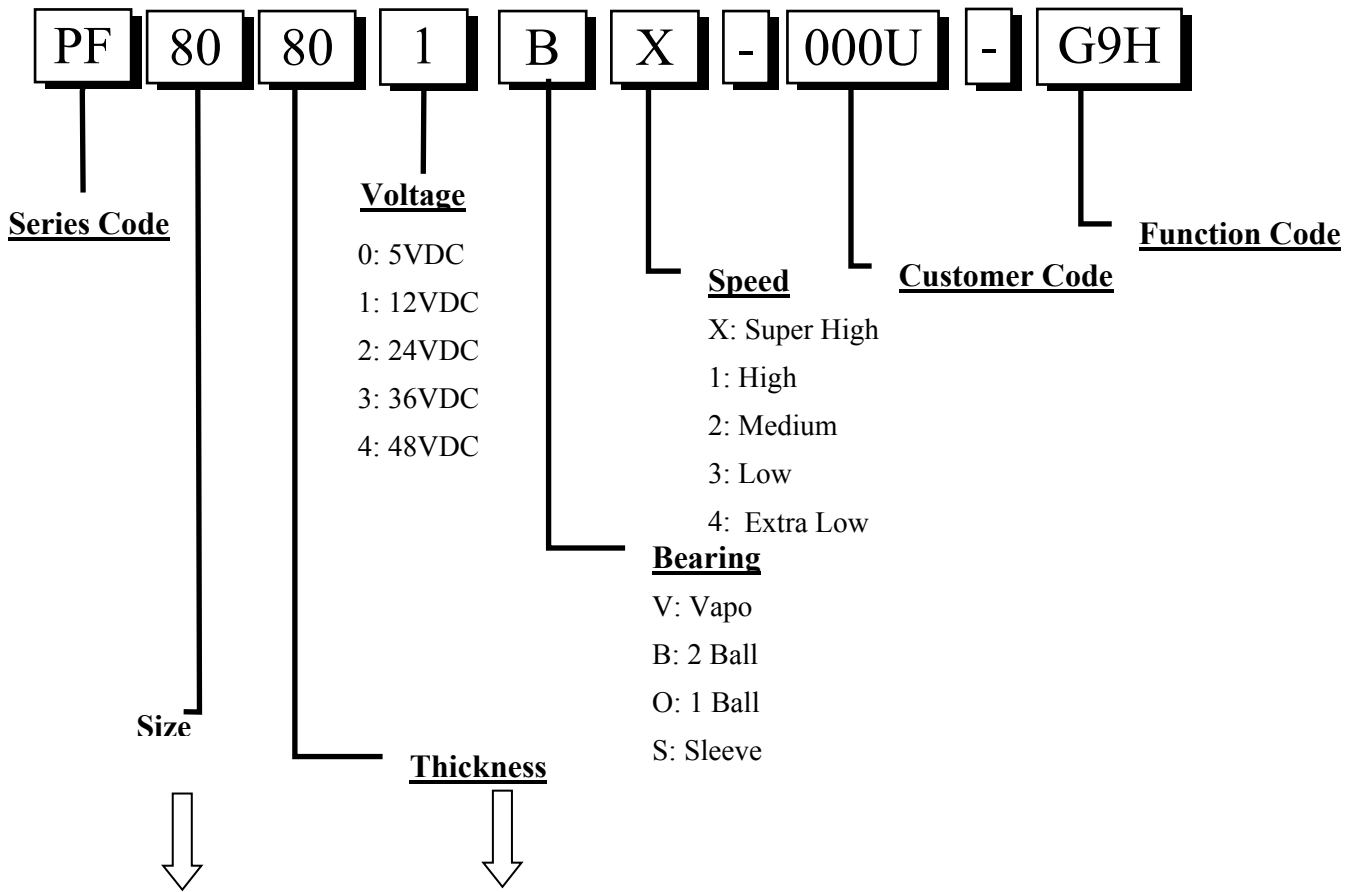 PF 80 80 1 B X - 000U - G9H
Series Code
Voltage
0: 5VDC
1: 12VDC
2: 24VDC
3: 36VDC
4: 48VDC
Function Code
Customer Code
Speed
X: Super High
1: High
2: Medium
3: Low
4: Extra Low
Bearing
V: Vapo
B: 2 Ball
O: 1 Ball
S: Sleeve
Size
Thickness